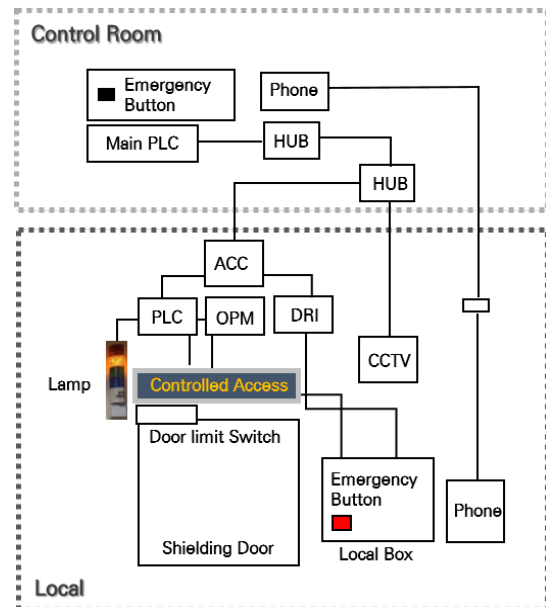 Control Room
Emergency
Button
Phone
Main PLC
HUB
HUB
ACC
PLC
OPM
DRI
CCTV
Lamp
Controlled Access
Door limit Switch
Emergency
Button
Phone
Shielding Door
Local Box
Local